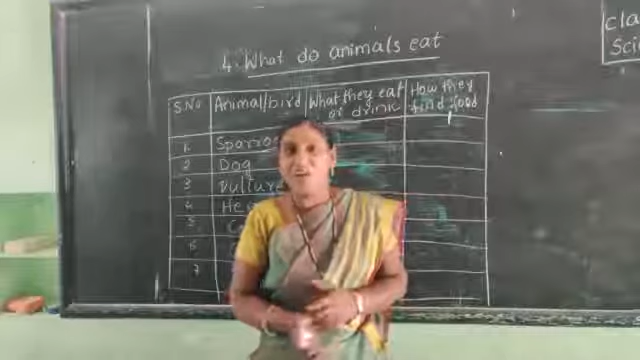 4. What do animals eat
S.No Animal/bird What they eat or drink How they find food
1 Sparro
2 Dog
3 Vulture
4 He
5
6
7
cla
Sci